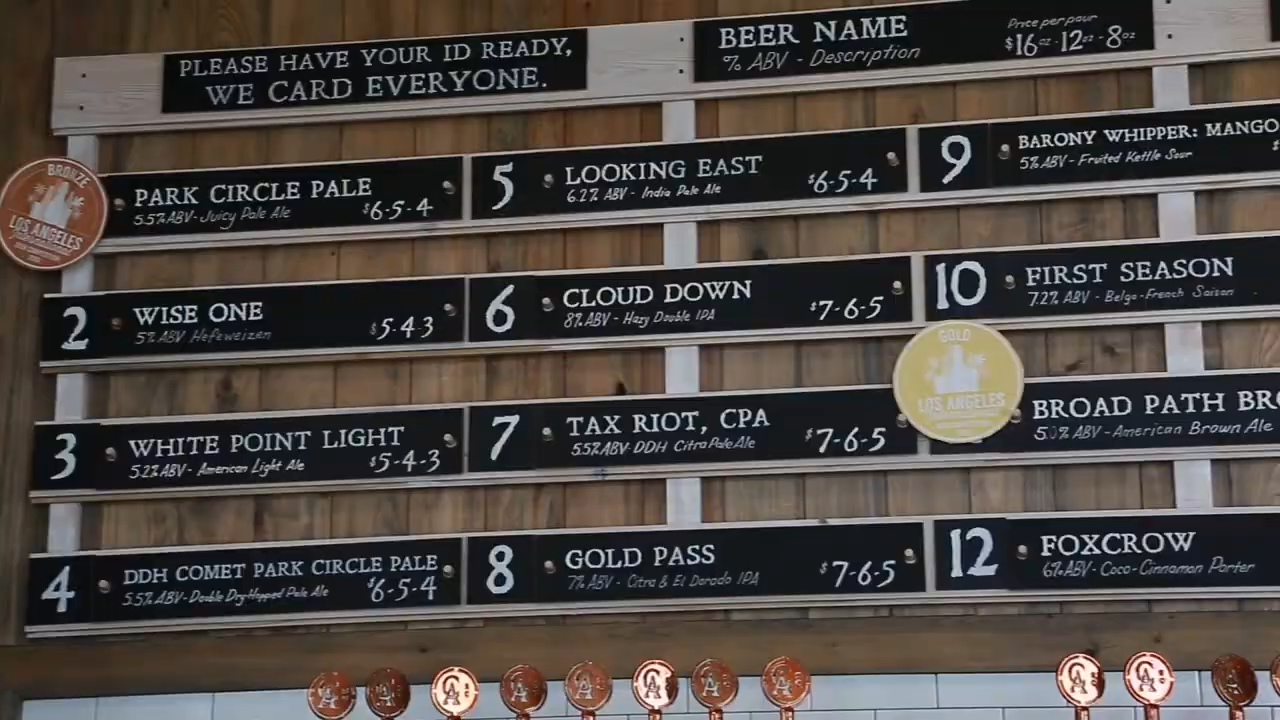 PLEASE HAVE YOUR ID READY,
WE CARD EVERYONE.
BEER NAME
% ABV - Description
Price per pour
$16oz-12oz-8oz
BRONZE
LOS ANGELES
PARK CIRCLE PALE
5.5% ABV-Juicy Pale Ale
$6-5-4
2
WISE ONE
5% ABV Hefeweizen
$5-4-3
3
WHITE POINT LIGHT
5.2% ABV- American Light Ale
$5-4-3
4
DDH COMET PARK CIRCLE PALE
5.5% ABV-Double Dry-Hopped Pale Ale
$6-5-4
5
LOOKING EAST
6.2% ABV - India Pale Ale
$6-5-4
6
CLOUD DOWN
8% ABV - Hazy Double IPA
$7-6-5
7
TAX RIOT, CPA
5.5% ABV-DDH Citra Pale Ale
$7-6-5
8
GOLD PASS
7% ABV - Citra & El Dorado IPA
$7-6-5
9
BARONY WHIPPER: MANGO
5% ABV - Fruited Kettle Sour
$
10
FIRST SEASON
7.2% ABV - Belgo-French Saison
GOLD
LOS ANGELES
BROAD PATH BR
5.0% ABV - American Brown Ale
12
FOXCROW
6% ABV - Coco-Cinnamon Porter